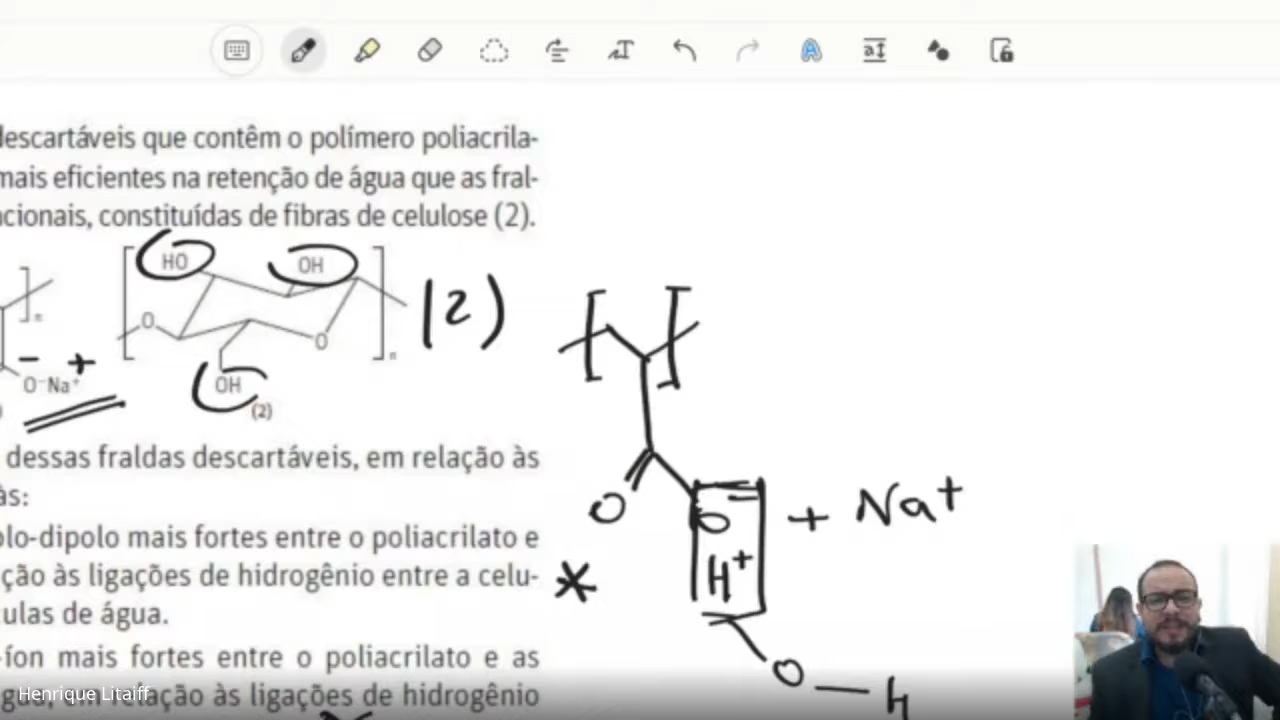 descartáveis que contêm o polímero poliacrila-
mais eficientes na retenção de água que as fral-
cionais, constituídas de fibras de celulose (2).
HO
OH
O
O
n
n
(2)
- +
O⁻Na⁺
OH
(2)
dessas fraldas descartáveis, em relação às
às:
olo-dipolo mais fortes entre o poliacrilato e
ção às ligações de hidrogênio entre a celu-
ulas de água.
-íon mais fortes entre o poliacrilato e as
relação às ligações de hidrogênio
O
O⁻
+ Na⁺
H⁺
*
O — H
Henrique Litaiff